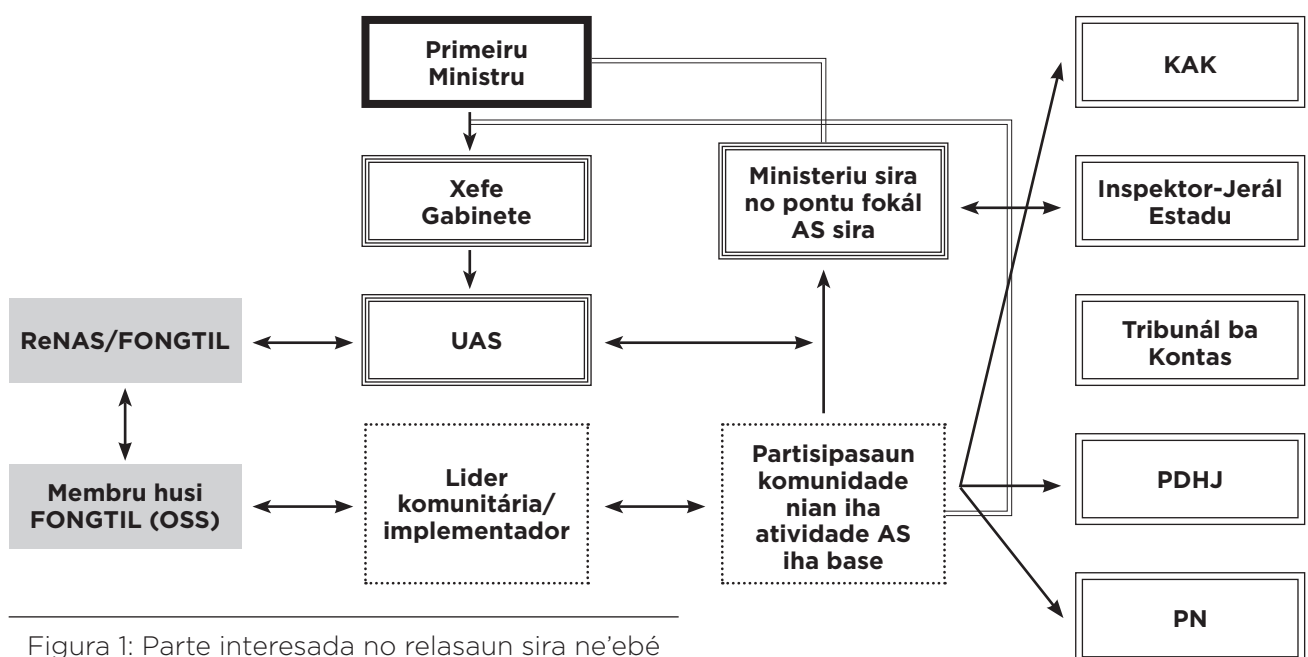 Primeiru
Ministru
KAK
Xefe
Gabinete
Ministeriu sira
no pontu fokál
AS sira
Inspektor-Jerál
Estadu
ReNAS/FONGTIL
UAS
Tribunál ba
Kontas
Membru husi
FONGTIL (OSS)
Lider
komunitária/
implementador
Partisipasaun
komunidade
nian iha
atividade AS
iha base
PDHJ
PN
Figura 1: Parte interesada no relasaun sira ne'ebé